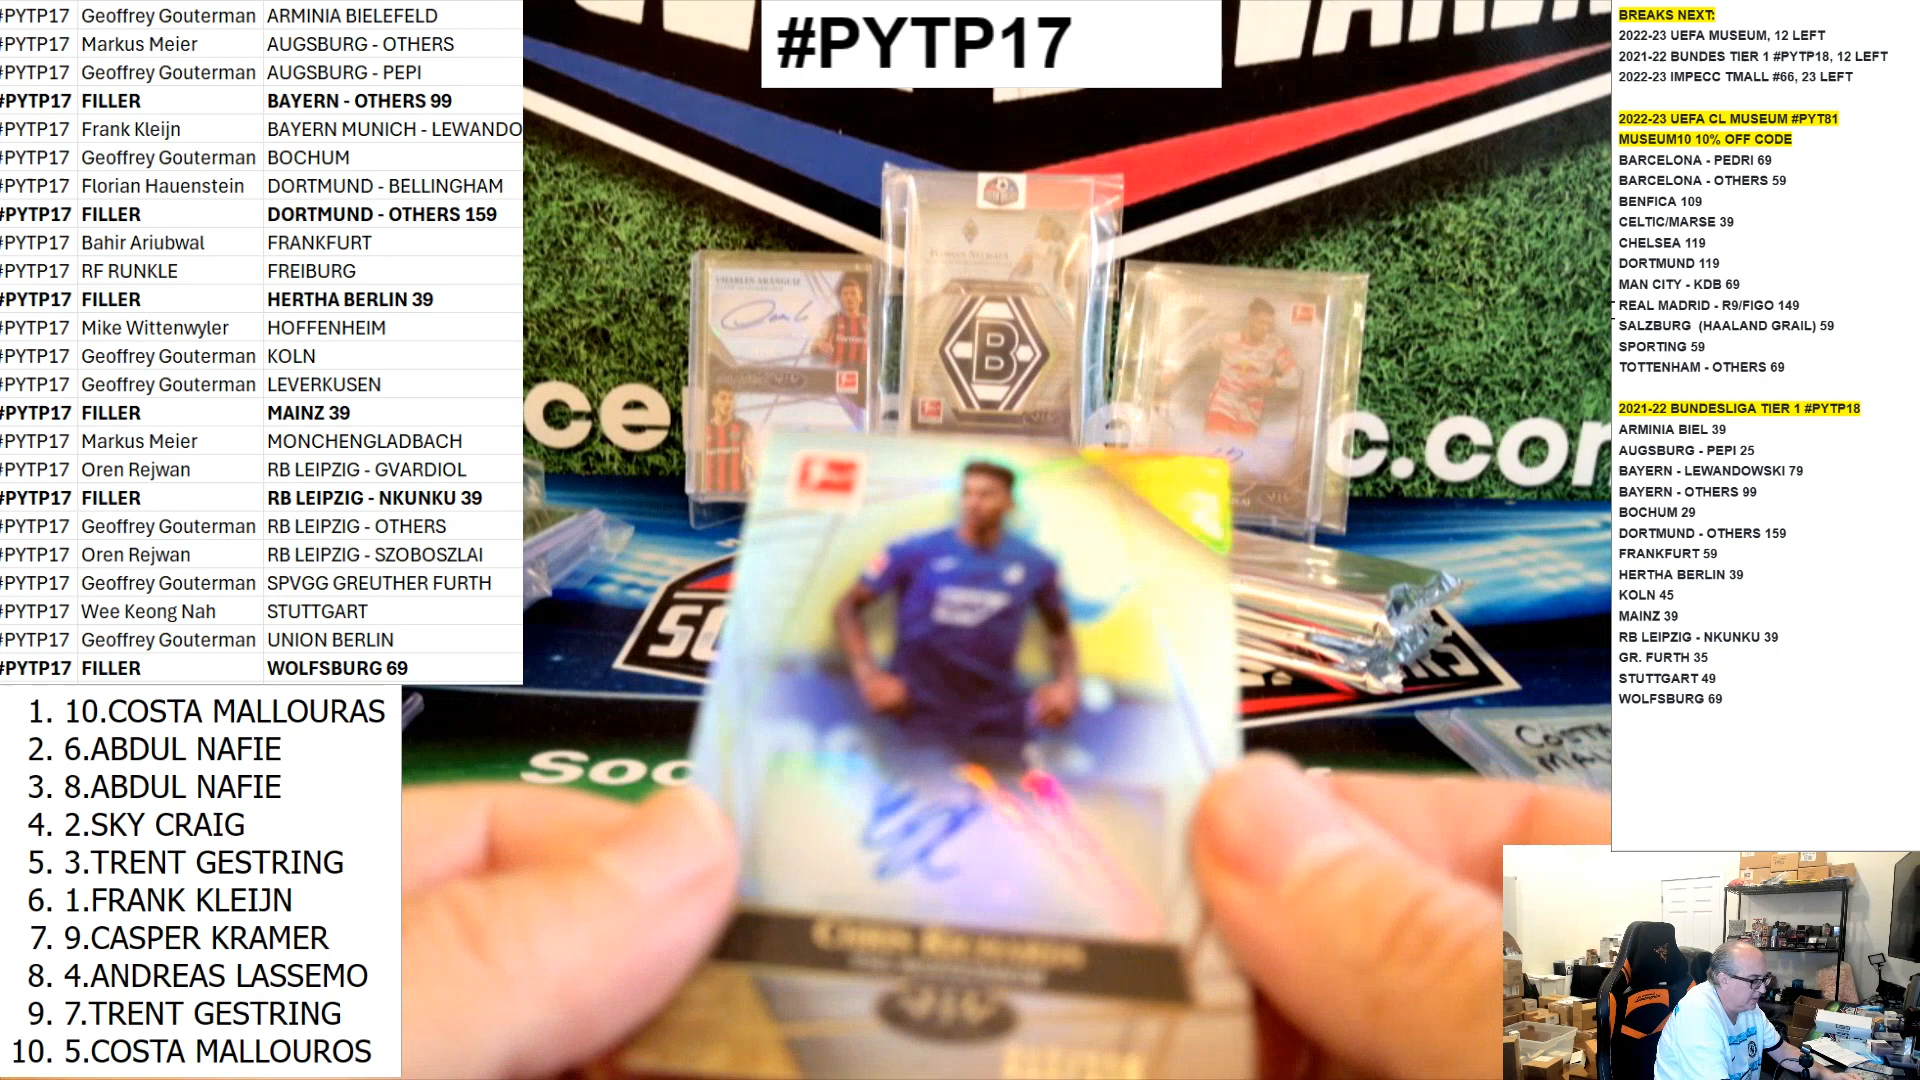 #PYTP17 Geoffrey Gouterman ARMINIA BIELEFELD
#PYTP17 Markus Meier AUGSBURG - OTHERS
#PYTP17 Geoffrey Gouterman AUGSBURG - PEPI
#PYTP17 FILLER BAYERN - OTHERS 99
#PYTP17 Frank Kleijn BAYERN MUNICH - LEWANDO
#PYTP17 Geoffrey Gouterman BOCHUM
#PYTP17 Florian Hauenstein DORTMUND - BELLINGHAM
#PYTP17 FILLER DORTMUND - OTHERS 159
#PYTP17 Bahir Ariubwal FRANKFURT
#PYTP17 RF RUNKLE FREIBURG
#PYTP17 FILLER HERTHA BERLIN 39
#PYTP17 Mike Wittenwyler HOFFENHEIM
#PYTP17 Geoffrey Gouterman KOLN
#PYTP17 Geoffrey Gouterman LEVERKUSEN
#PYTP17 FILLER MAINZ 39
#PYTP17 Markus Meier MONCHENGLADBACH
#PYTP17 Oren Rejwan RB LEIPZIG - GVARDIOL
#PYTP17 FILLER RB LEIPZIG - NKUNKU 39
#PYTP17 Geoffrey Gouterman RB LEIPZIG - OTHERS
#PYTP17 Oren Rejwan RB LEIPZIG - SZOBOSZLAI
#PYTP17 Geoffrey Gouterman SPVGG GREUTHER FURTH
#PYTP17 Wee Keong Nah STUTTGART
#PYTP17 Geoffrey Gouterman UNION BERLIN
#PYTP17 FILLER WOLFSBURG 69
1. 10.COSTA MALLOURAS
2. 6.ABDUL NAFIE
3. 8.ABDUL NAFIE
4. 2.SKY CRAIG
5. 3.TRENT GESTRING
6. 1.FRANK KLEIJN
7. 9.CASPER KRAMER
8. 4.ANDREAS LASSEMO
9. 7.TRENT GESTRING
10. 5.COSTA MALLOUROS
#PYTP17
CHARLES ARANGUIZ
FLORIAN NEUHAUS
B
cce
c.com
Soc
COSTA
CHRIS RICHARDS
BREAKS NEXT:
2022-23 UEFA MUSEUM, 12 LEFT
2021-22 BUNDES TIER 1 #PYTP18, 12 LEFT
2022-23 IMPECC TMALL #66, 23 LEFT
2022-23 UEFA CL MUSEUM #PYT81
MUSEUM10 10% OFF CODE
BARCELONA - PEDRI 69
BARCELONA - OTHERS 59
BENFICA 109
CELTIC/MARSE 39
CHELSEA 119
DORTMUND 119
MAN CITY - KDB 69
REAL MADRID - R9/FIGO 149
SALZBURG (HAALAND GRAIL) 59
SPORTING 59
TOTTENHAM - OTHERS 69
2021-22 BUNDESLIGA TIER 1 #PYTP18
ARMINIA BIEL 39
AUGSBURG - PEPI 25
BAYERN - LEWANDOWSKI 79
BAYERN - OTHERS 99
BOCHUM 29
DORTMUND - OTHERS 159
FRANKFURT 59
HERTHA BERLIN 39
KOLN 45
MAINZ 39
RB LEIPZIG - NKUNKU 39
GR. FURTH 35
STUTTGART 49
WOLFSBURG 69